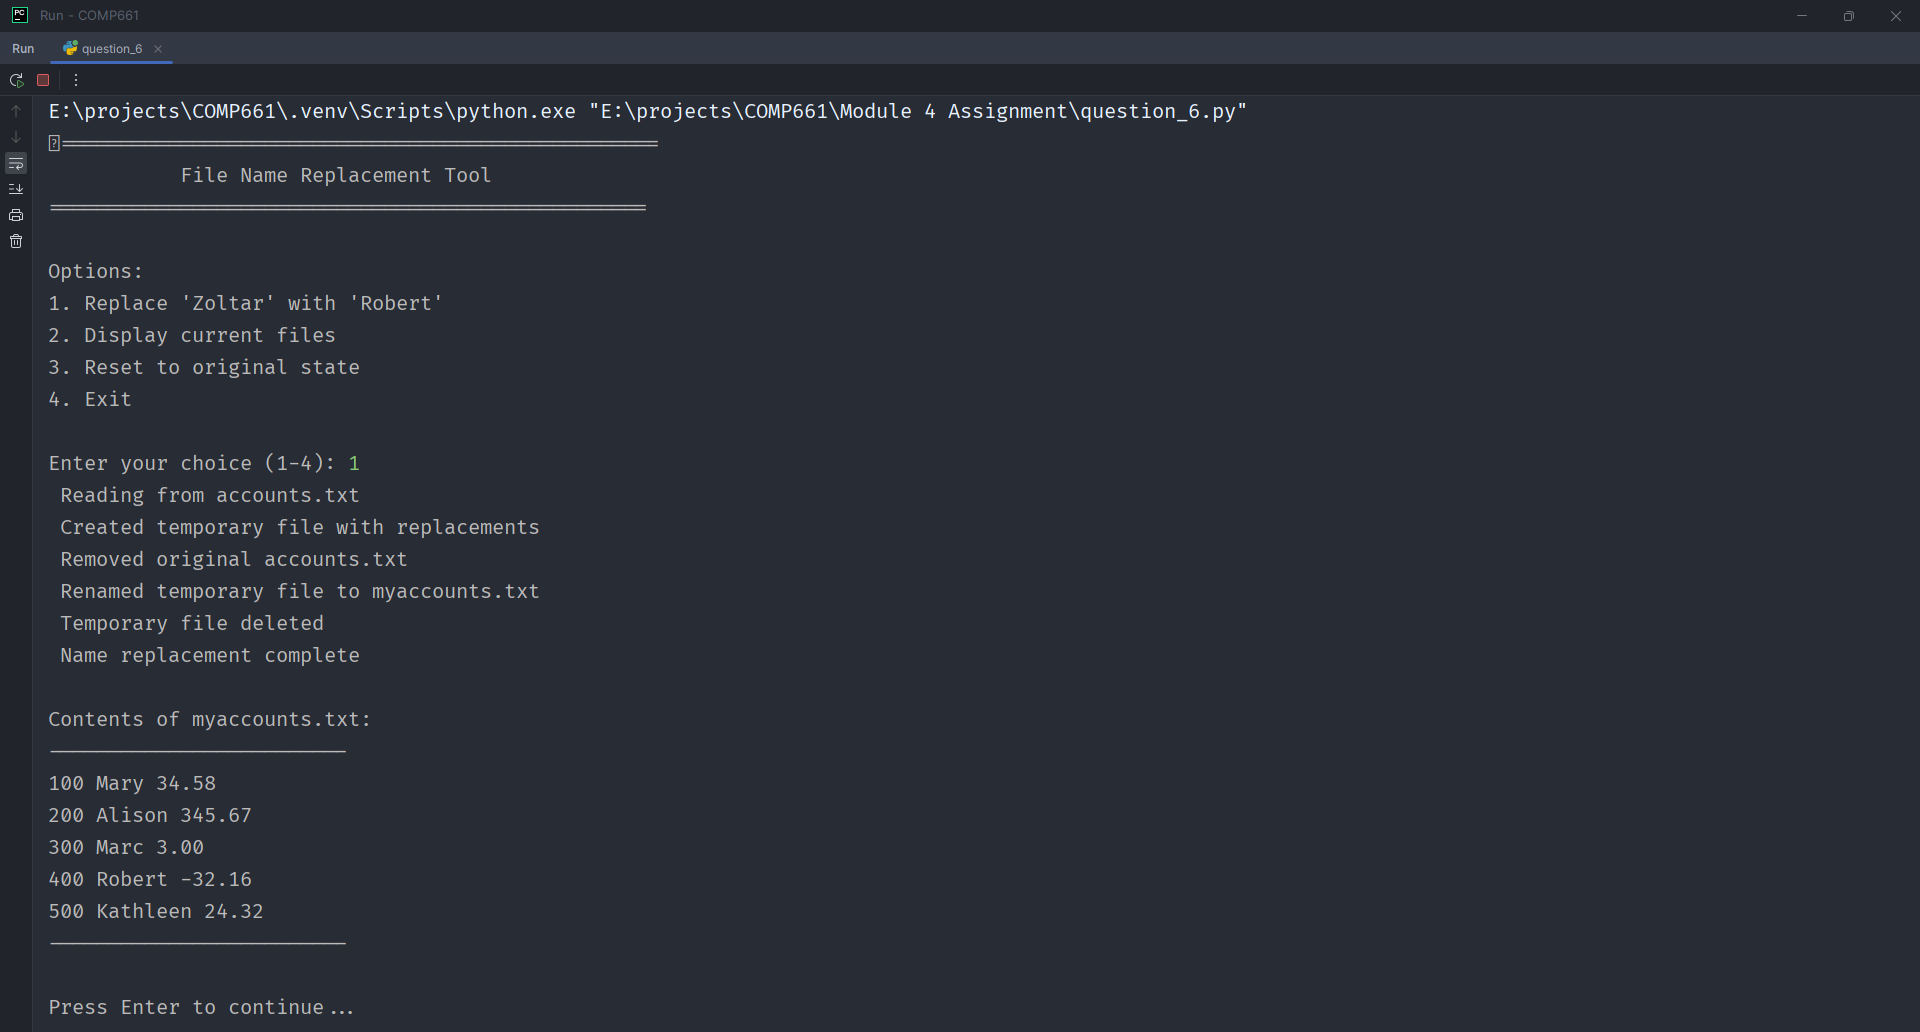 Run - COMP661
Run question_6
E:\projects\COMP661\.venv\Scripts\python.exe "E:\projects\COMP661\Module 4 Assignment\question_6.py"
==================================================
File Name Replacement Tool
==================================================
Options:
1. Replace 'Zoltar' with 'Robert'
2. Display current files
3. Reset to original state
4. Exit
Enter your choice (1-4): 1
Reading from accounts.txt
Created temporary file with replacements
Removed original accounts.txt
Renamed temporary file to myaccounts.txt
Temporary file deleted
Name replacement complete
Contents of myaccounts.txt:
-------------------------
100 Mary 34.58
200 Alison 345.67
300 Marc 3.00
400 Robert -32.16
500 Kathleen 24.32
-------------------------
Press Enter to continue...